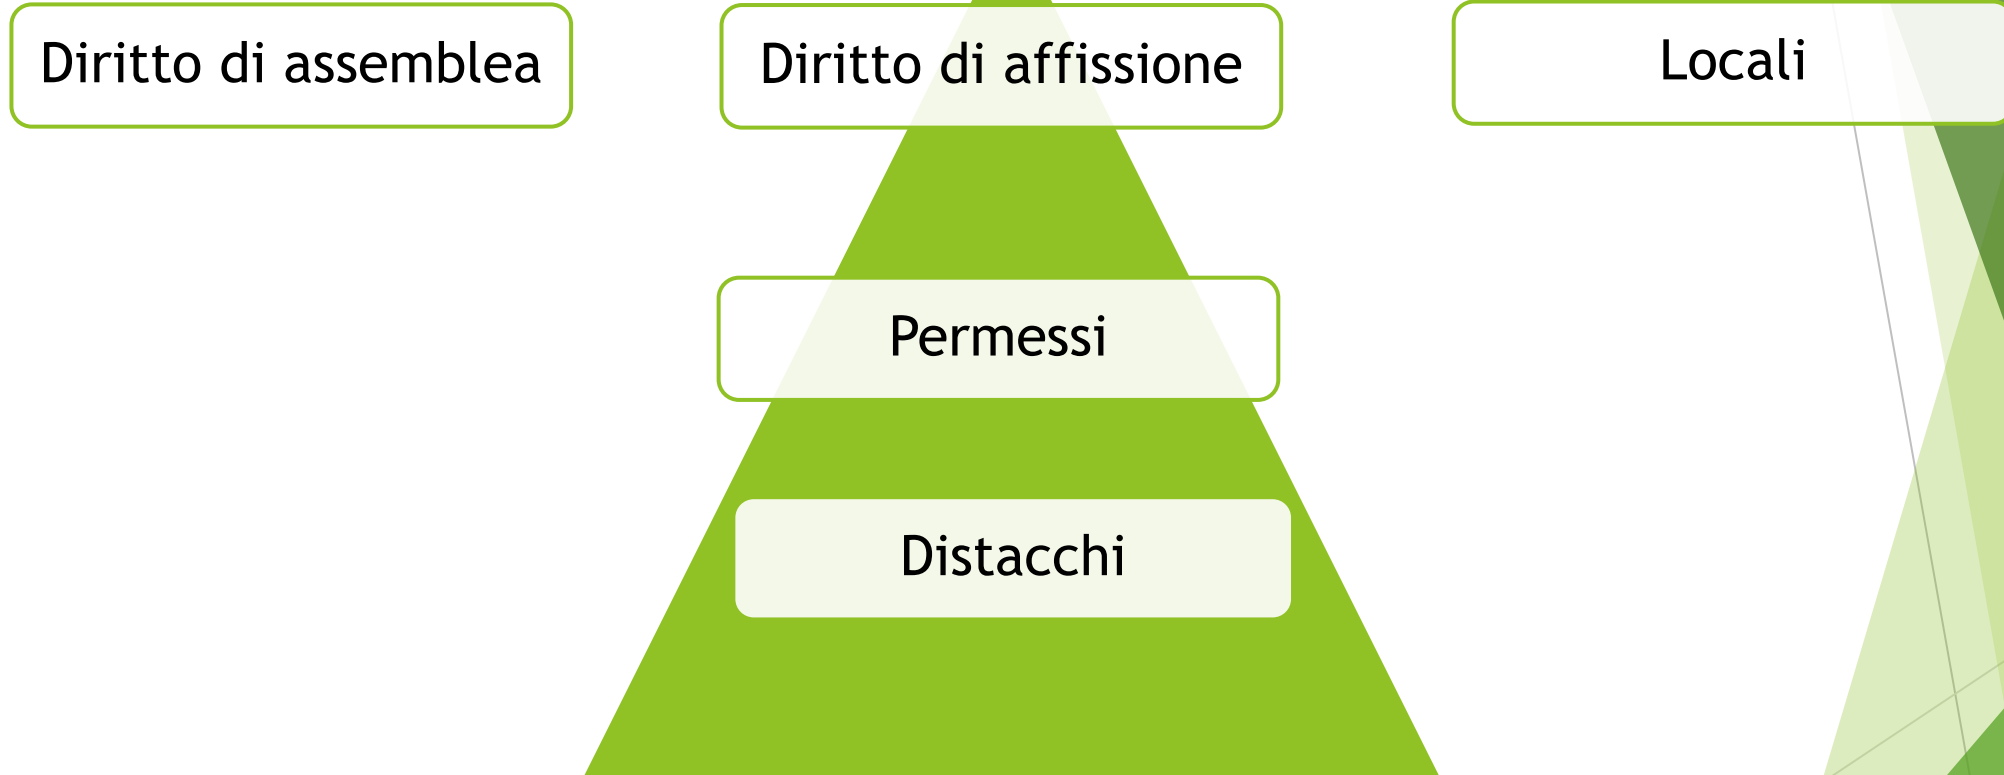 Diritto di assemblea
Diritto di affissione
Locali
Permessi
Distacchi